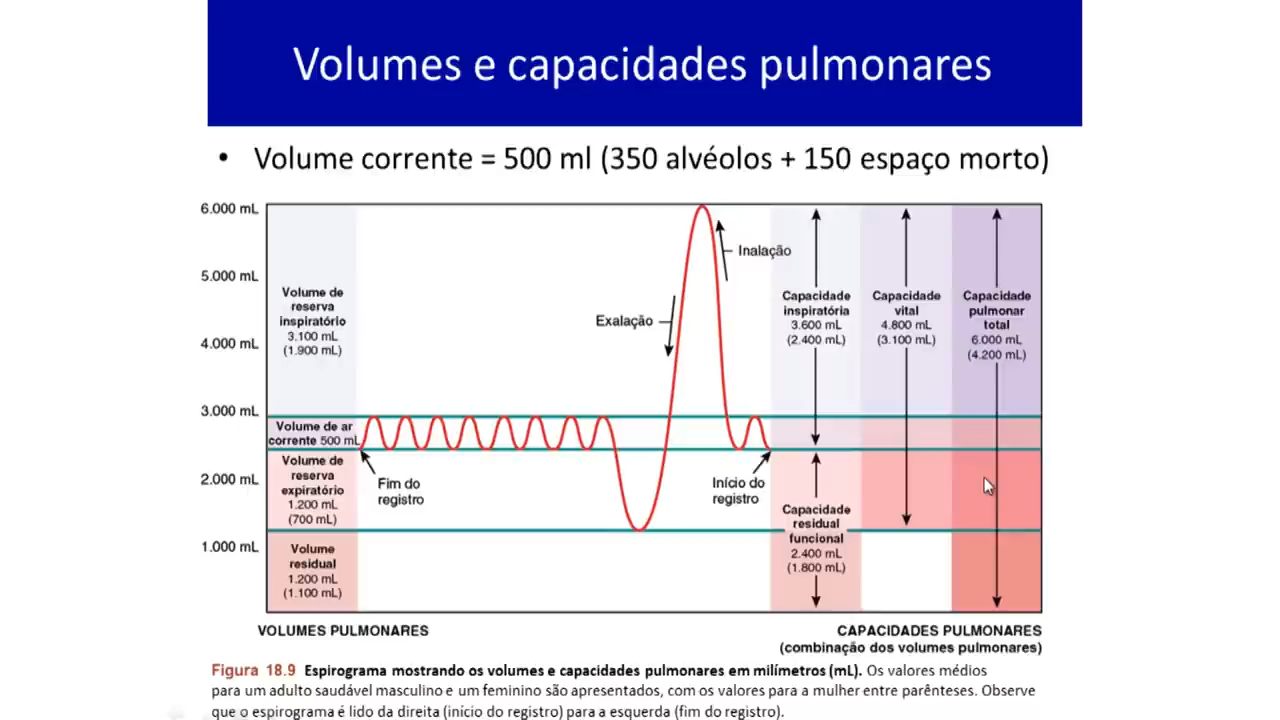 Volumes e capacidades pulmonares
• Volume corrente = 500 ml (350 alvéolos + 150 espaço morto)
6.000 mL
5.000 mL
4.000 mL
3.000 mL
2.000 mL
1.000 mL
Volume de
reserva
inspiratório
3.100 mL
(1.900 mL)
Volume de ar
corrente 500 mL
Volume de
reserva
expiratório
1.200 mL
(700 mL)
Volume
residual
1.200 mL
(1.100 mL)
Fim do
registro
Exalação
Inalação
Início do
registro
Capacidade
inspiratória
3.600 mL
(2.400 mL)
Capacidade
residual
funcional
2.400 mL
(1.800 mL)
Capacidade
vital
4.800 mL
(3.100 mL)
Capacidade
pulmonar
total
6.000 mL
(4.200 mL)
VOLUMES PULMONARES
CAPACIDADES PULMONARES
(combinação dos volumes pulmonares)
Figura 18.9 Espirograma mostrando os volumes e capacidades pulmonares em milímetros (mL). Os valores médios
para um adulto saudável masculino e um feminino são apresentados, com os valores para a mulher entre parênteses. Observe
que o espirograma é lido da direita (início do registro) para a esquerda (fim do registro).